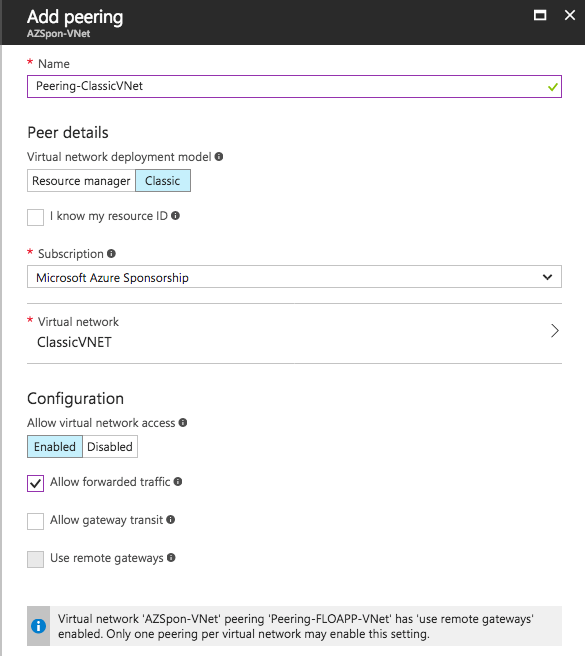 Add peering
AZSpon-VNet
* Name
Peering-ClassicVNet
Peer details
Virtual network deployment model
Resource manager Classic
I know my resource ID
* Subscription
Microsoft Azure Sponsorship
* Virtual network
ClassicVNET
Configuration
Allow virtual network access
Enabled Disabled
Allow forwarded traffic
Allow gateway transit
Use remote gateways
Virtual network 'AZSpon-VNet' peering 'Peering-FLOAPP-VNet' has 'use remote gateways'
enabled. Only one peering per virtual network may enable this setting.